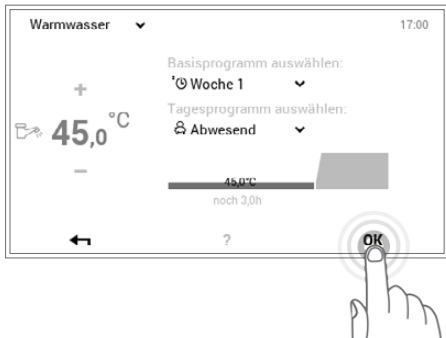 Warmwasser 17:00
Basisprogramm auswählen:
Woche 1
+
Tagesprogramm auswählen:
45,0°C
Abwesend
–
45,0°C
noch 3,0h
? OK